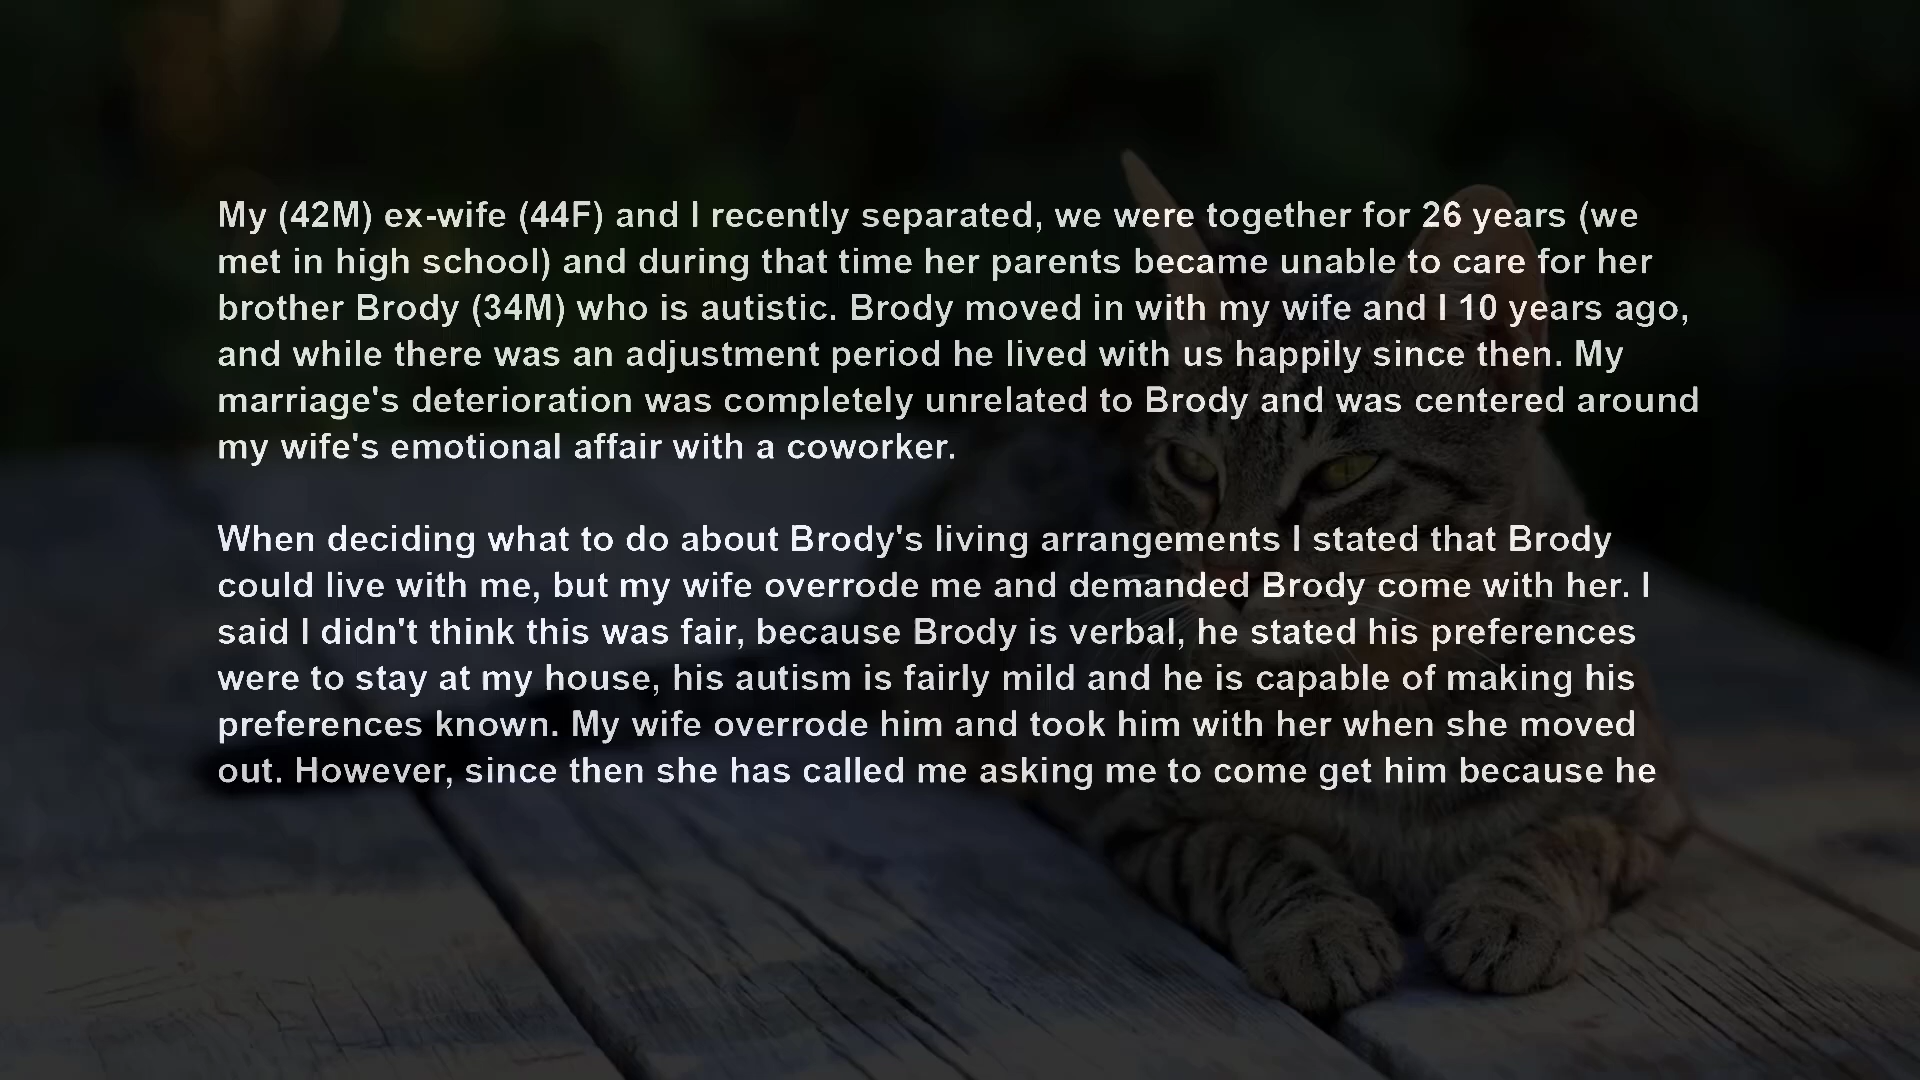 My (42M) ex-wife (44F) and I recently separated, we were together for 26 years (we
met in high school) and during that time her parents became unable to care for her
brother Brody (34M) who is autistic. Brody moved in with my wife and I 10 years ago,
and while there was an adjustment period he lived with us happily since then. My
marriage's deterioration was completely unrelated to Brody and was centered around
my wife's emotional affair with a coworker.

When deciding what to do about Brody's living arrangements I stated that Brody
could live with me, but my wife overrode me and demanded Brody come with her. I
said I didn't think this was fair, because Brody is verbal, he stated his preferences
were to stay at my house, his autism is fairly mild and he is capable of making his
preferences known. My wife overrode him and took him with her when she moved
out. However, since then she has called me asking me to come get him because he